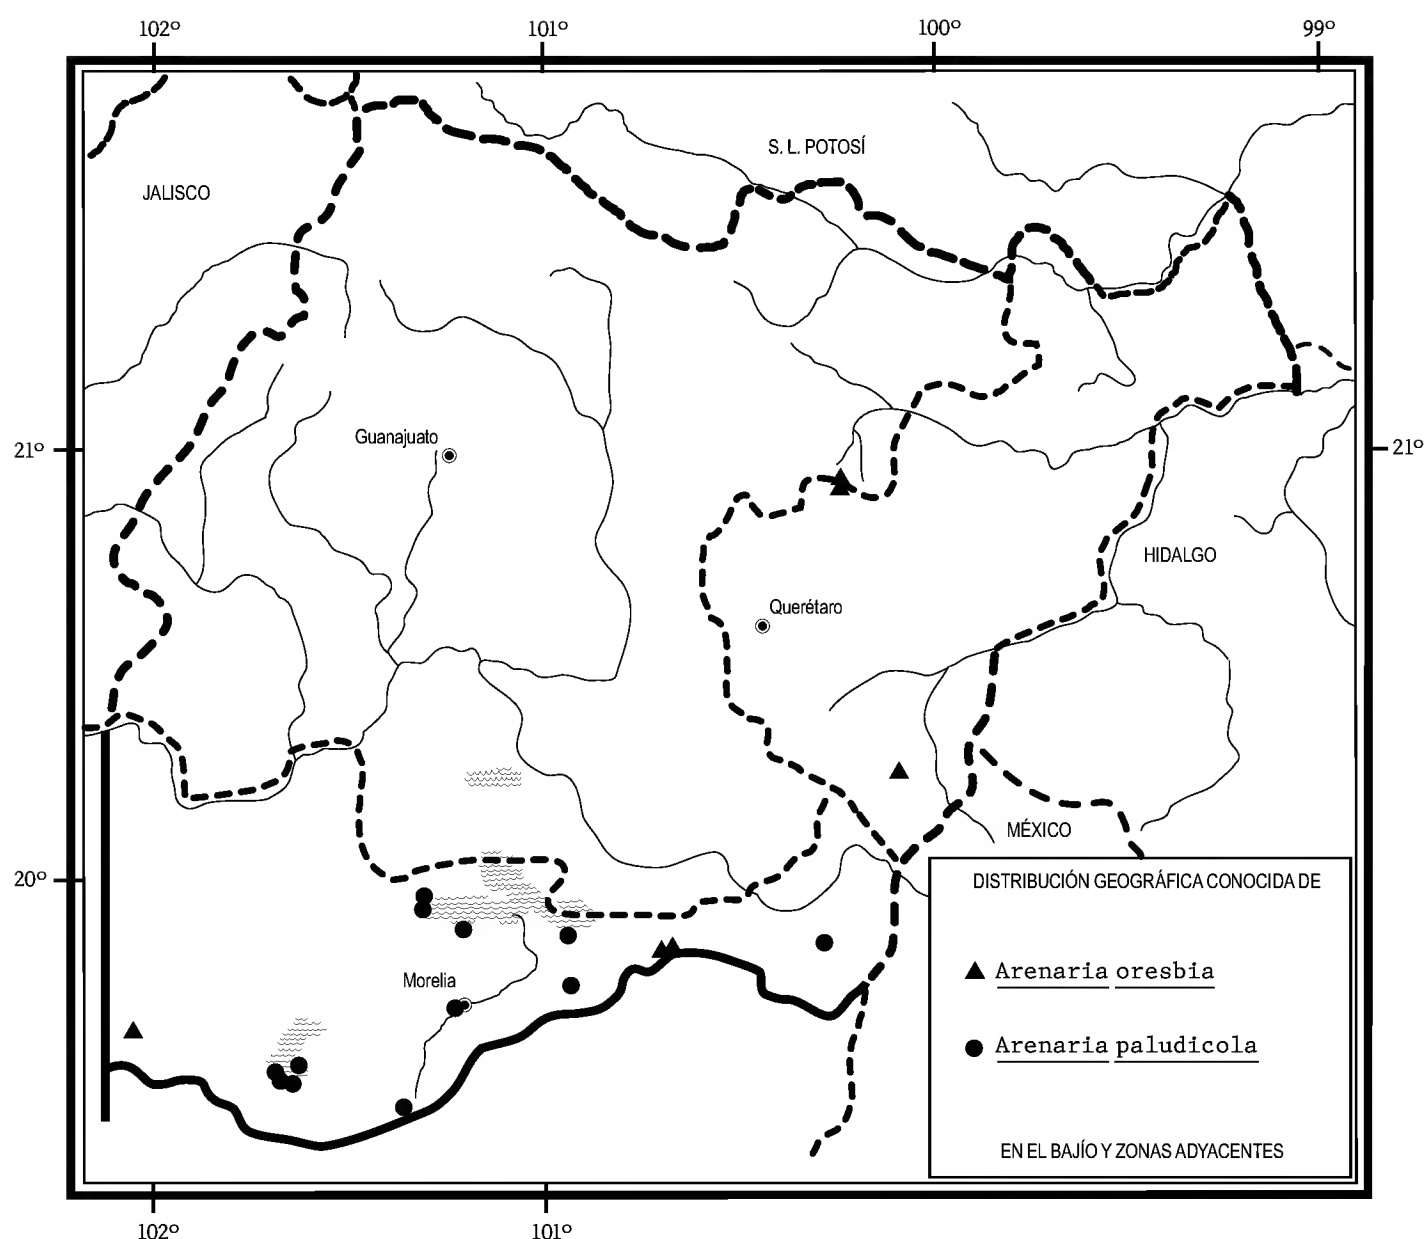 102º 101º 100º 99º
S. L. POTOSÍ
JALISCO
Guanajuato
21º 21º
HIDALGO
Querétaro
MÉXICO
20º
DISTRIBUCIÓN GEOGRÁFICA CONOCIDA DE
Arenaria oresbia
Morelia
Arenaria paludicola
EN EL BAJÍO Y ZONAS ADYACENTES
102º 101º